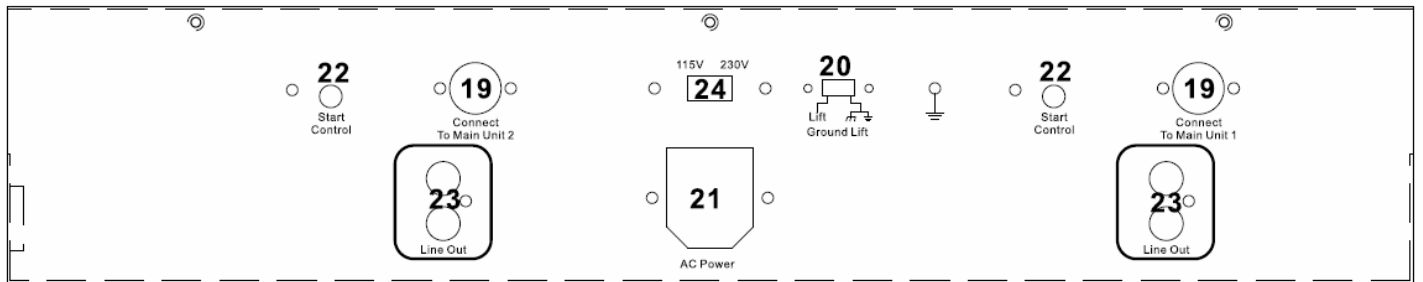 115V 230V
22
19
24
20
22
19
Start
Control
Connect
To Main Unit 2
Lift
Ground Lift
Start
Control
Connect
To Main Unit 1
23
Line Out
21
AC Power
23
Line Out